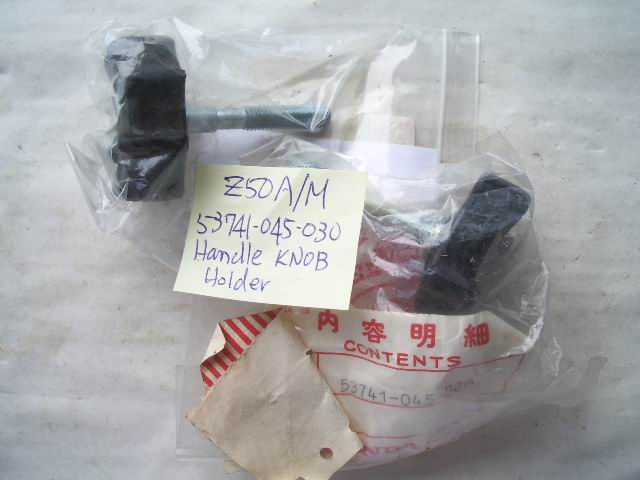 Z50A/M
53741-045-030
Handle KNOB
Holder
内容明細
CONTENTS
53741-045